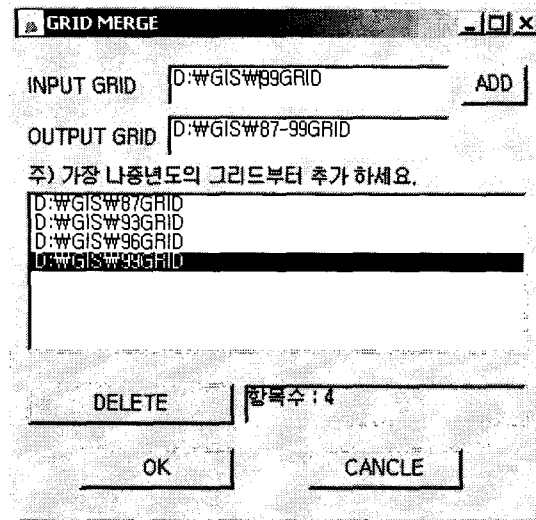 GRID MERGE
INPUT GRID D:₩GIS₩99GRID ADD
OUTPUT GRID D:₩GIS₩87-99GRID
주) 가장 나중년도의 그리드부터 추가 하세요.
D:₩GIS₩87GRID
D:₩GIS₩93GRID
D:₩GIS₩96GRID
D:₩GIS₩99GRID
DELETE 항목수 : 4
OK CANCLE